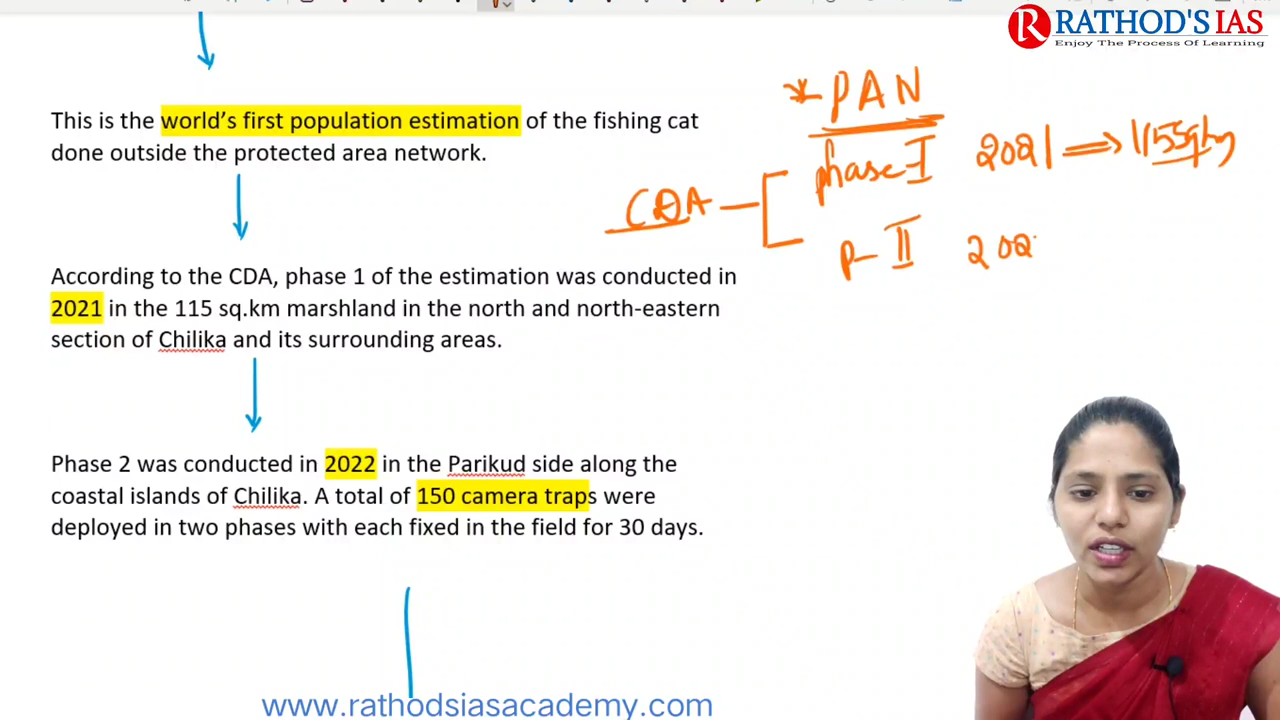 RATHOD'S IAS
Enjoy The Process Of Learning
This is the world's first population estimation of the fishing cat
done outside the protected area network.
According to the CDA, phase 1 of the estimation was conducted in
2021 in the 115 sq.km marshland in the north and north-eastern
section of Chilika and its surrounding areas.
Phase 2 was conducted in 2022 in the Parikud side along the
coastal islands of Chilika. A total of 150 camera traps were
deployed in two phases with each fixed in the field for 30 days.
* PAN
phase-I 2021 ⇒ 115sqkm
CDA
P-II 202
www.rathodsiasacademy.com